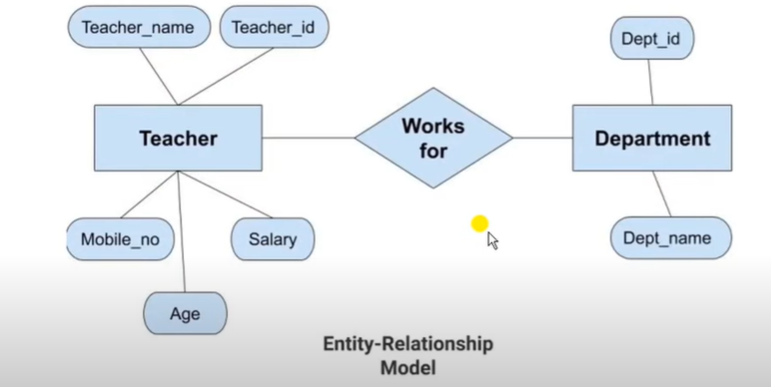 Teacher_name
Teacher_id
Dept_id
Teacher
Works
for
Department
Mobile_no
Salary
Dept_name
Age
Entity-Relationship
Model